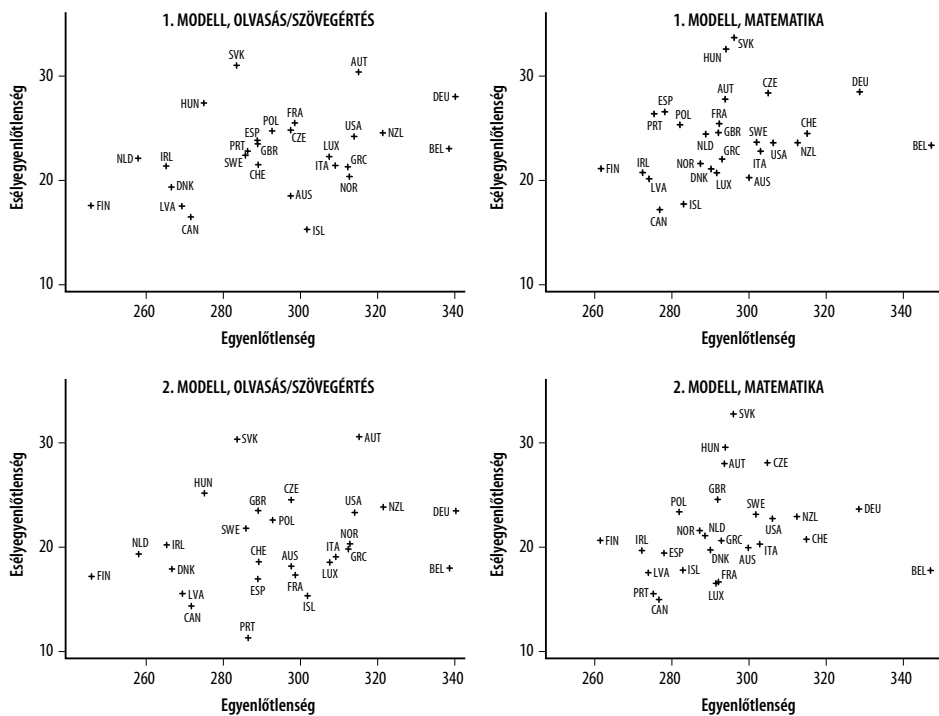 1. MODELL, OLVASÁS/SZÖVEGÉRTÉS
Esélyegyenlőtlenség
30
20
10
SVK
AUT
HUN
DEU
FRA
POL
ESP
CZE
USA
NZL
GBR
PRT
SWE
CHE
LUX
ITA
GRC
BEL
NLD
IRL
NOR
DNK
AUS
FIN
LVA
CAN
ISL
260
280
300
320
340
Egyenlőtlenség
1. MODELL, MATEMATIKA
Esélyegyenlőtlenség
30
20
10
SVK
HUN
AUT
CZE
DEU
ESP
PRT
POL
FRA
GBR
CHE
NLD
SWE
USA
NZL
BEL
ITA
GRC
NOR
DNK
LUX
AUS
FIN
IRL
LVA
ISL
CAN
260
280
300
320
340
Egyenlőtlenség
2. MODELL, OLVASÁS/SZÖVEGÉRTÉS
Esélyegyenlőtlenség
30
20
10
SVK
AUT
HUN
CZE
GBR
USA
NZL
DEU
POL
SWE
NOR
NLD
IRL
ITA
GRC
CHE
LUX
AUS
BEL
DNK
FIN
ESP
FRA
LVA
ISL
CAN
PRT
260
280
300
320
340
Egyenlőtlenség
2. MODELL, MATEMATIKA
Esélyegyenlőtlenség
30
20
10
SVK
HUN
AUT
CZE
GBR
POL
SWE
USA
NZL
DEU
NOR
NLD
GRC
CHE
FIN
IRL
ESP
DNK
AUS
ITA
LVA
ISL
BEL
FRA
LUX
PRT
CAN
260
280
300
320
340
Egyenlőtlenség